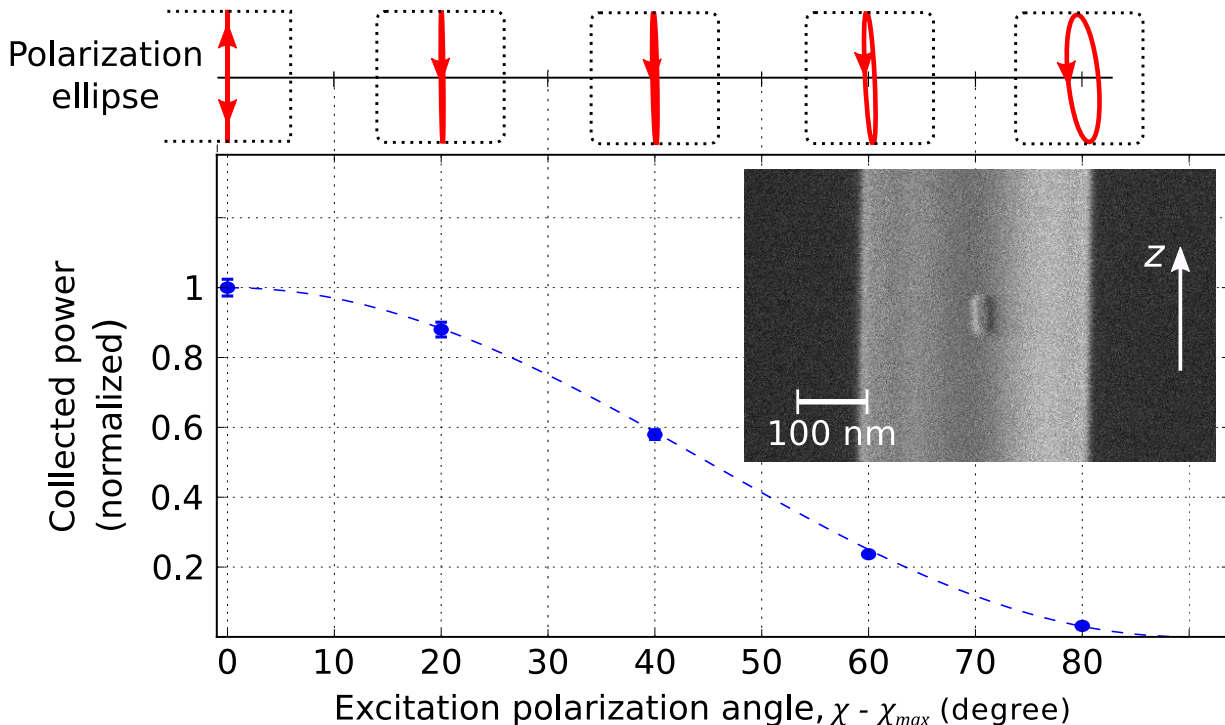 Polarization
ellipse
Collected power
(normalized)
1
0.8
0.6
0.4
0.2
z
100 nm
0 10 20 30 40 50 60 70 80
Excitation polarization angle, χ - χmax (degree)